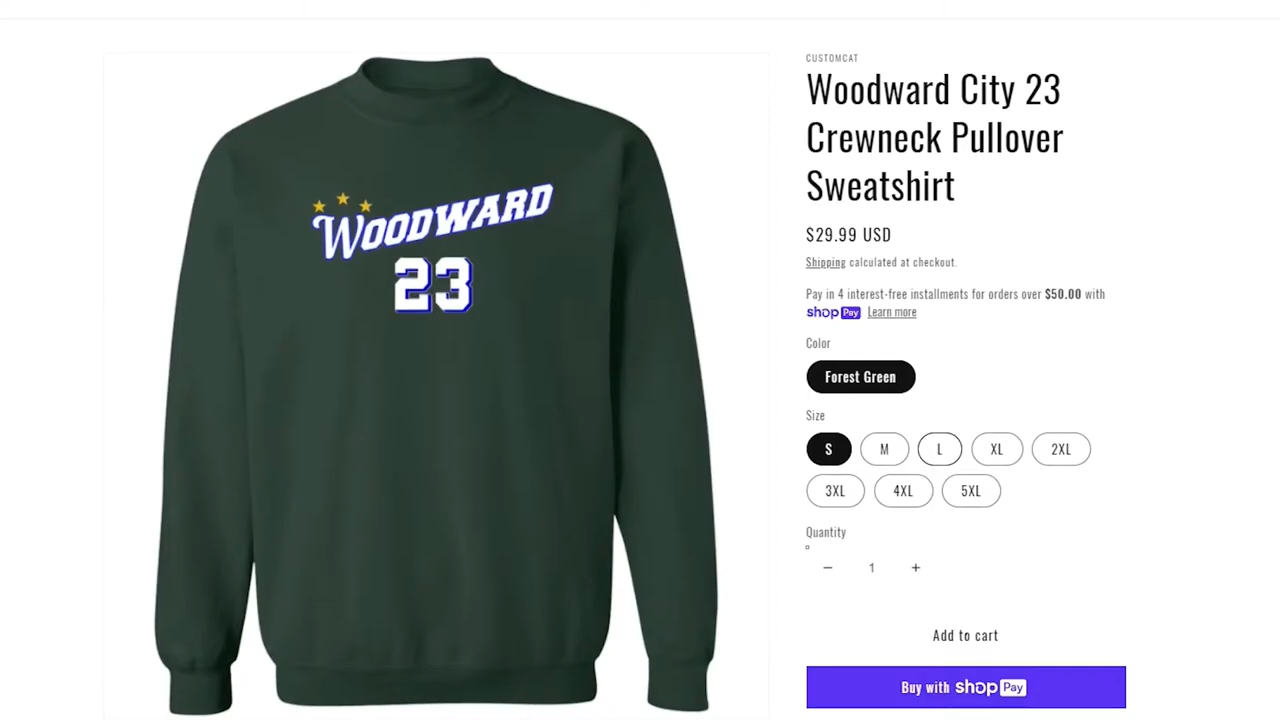 WOODWARD
23
CUSTOMCAT
Woodward City 23
Crewneck Pullover
Sweatshirt
$29.99 USD
Shipping calculated at checkout.
Pay in 4 interest-free installments for orders over $50.00 with
shop Pay Learn more
Color
Forest Green
Size
S M L XL 2XL
3XL 4XL 5XL
Quantity
− 1 +
Add to cart
Buy with shop Pay